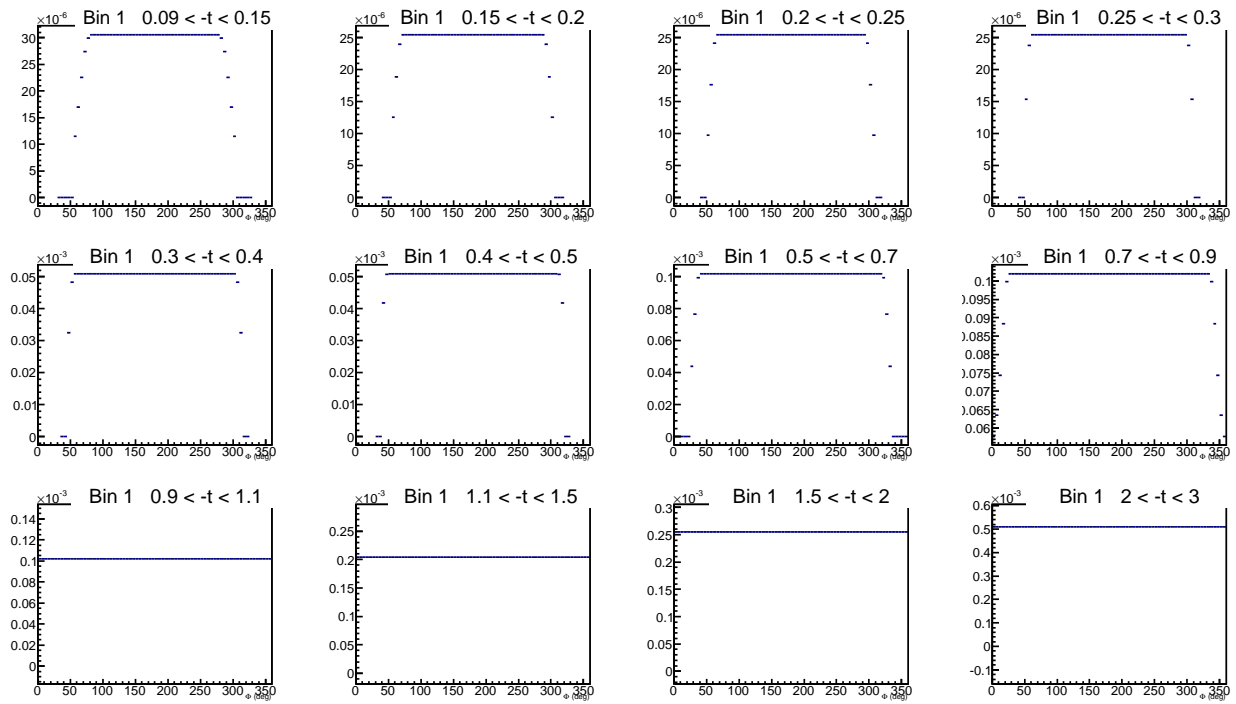 ×10⁻⁶ Bin 1 0.09 < -t < 0.15
30
25
20
15
10
5
0
0 50 100 150 200 250 300 350
Φ (deg)
×10⁻⁶ Bin 1 0.15 < -t < 0.2
25
20
15
10
5
0
0 50 100 150 200 250 300 350
Φ (deg)
×10⁻⁶ Bin 1 0.2 < -t < 0.25
25
20
15
10
5
0
0 50 100 150 200 250 300 350
Φ (deg)
×10⁻⁶ Bin 1 0.25 < -t < 0.3
25
20
15
10
5
0
0 50 100 150 200 250 300 350
Φ (deg)
×10⁻³ Bin 1 0.3 < -t < 0.4
0.05
0.04
0.03
0.02
0.01
0
0 50 100 150 200 250 300 350
Φ (deg)
×10⁻³ Bin 1 0.4 < -t < 0.5
0.05
0.04
0.03
0.02
0.01
0
0 50 100 150 200 250 300 350
Φ (deg)
×10⁻³ Bin 1 0.5 < -t < 0.7
0.1
0.08
0.06
0.04
0.02
0
0 50 100 150 200 250 300 350
Φ (deg)
×10⁻³ Bin 1 0.7 < -t < 0.9
0.1
0.095
0.09
0.085
0.08
0.075
0.07
0.065
0.06
0 50 100 150 200 250 300 350
Φ (deg)
×10⁻³ Bin 1 0.9 < -t < 1.1
0.14
0.12
0.1
0.08
0.06
0.04
0.02
0
0 50 100 150 200 250 300 350
Φ (deg)
×10⁻³ Bin 1 1.1 < -t < 1.5
0.25
0.2
0.15
0.1
0.05
0
0 50 100 150 200 250 300 350
Φ (deg)
×10⁻³ Bin 1 1.5 < -t < 2
0.3
0.25
0.2
0.15
0.1
0.05
0
0 50 100 150 200 250 300 350
Φ (deg)
×10⁻³ Bin 1 2 < -t < 3
0.6
0.5
0.4
0.3
0.2
0.1
0
-0.1
0 50 100 150 200 250 300 350
Φ (deg)